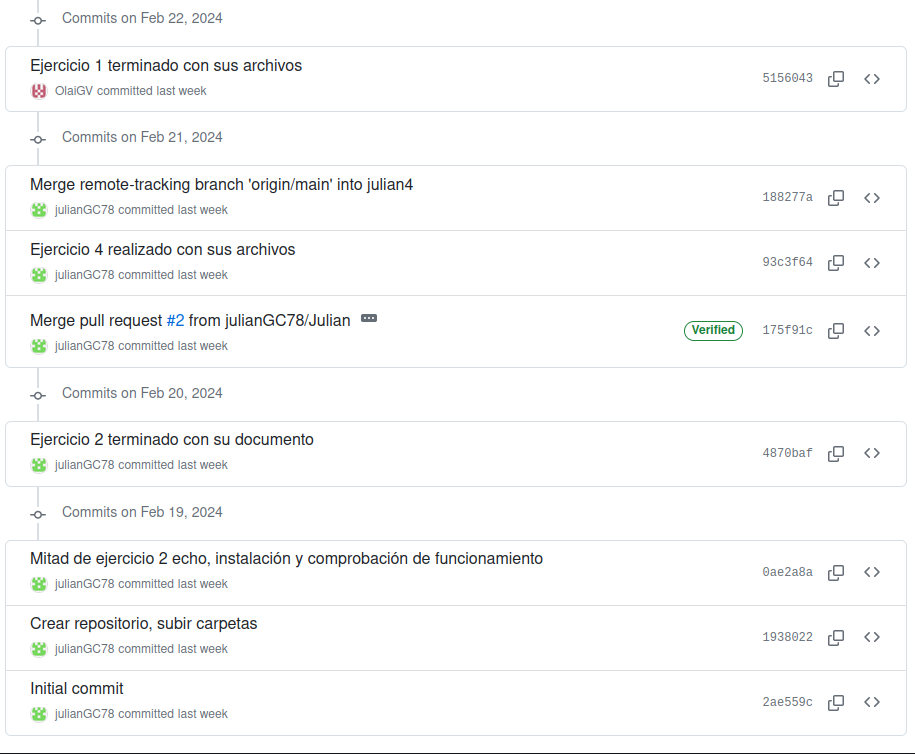 Commits on Feb 22, 2024
Ejercicio 1 terminado con sus archivos
5156043
OlaiGV committed last week
Commits on Feb 21, 2024
Merge remote-tracking branch 'origin/main' into julian4
188277a
julianGC78 committed last week
Ejercicio 4 realizado con sus archivos
93c3f64
julianGC78 committed last week
Merge pull request #2 from julianGC78/Julian
Verified 175f91c
julianGC78 committed last week
Commits on Feb 20, 2024
Ejercicio 2 terminado con su documento
4870baf
julianGC78 committed last week
Commits on Feb 19, 2024
Mitad de ejercicio 2 echo, instalación y comprobación de funcionamiento
0ae2a8a
julianGC78 committed last week
Crear repositorio, subir carpetas
1938022
julianGC78 committed last week
Initial commit
2ae559c
julianGC78 committed last week